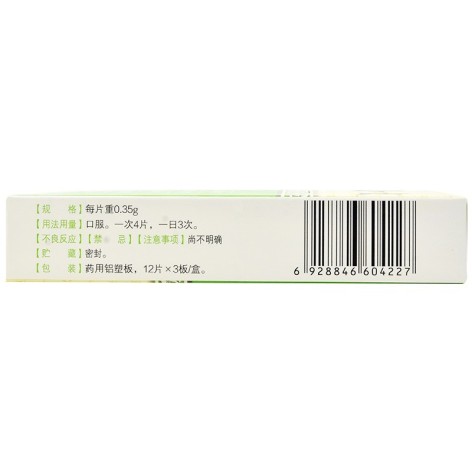 【规 格】每片重0.35g
【用法用量】口服。一次4片，一日3次。
【不良反应】【禁 忌】【注意事项】尚不明确
【贮 藏】密封。
【包 装】药用铝塑板，12片×3板/盒。
6 928846 604227